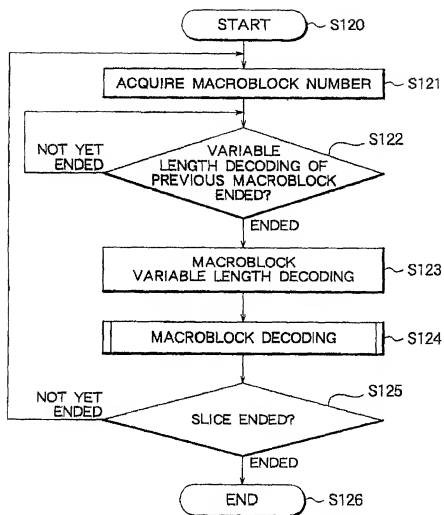 START
S120
ACQUIRE MACROBLOCK NUMBER
S121
S122
NOT YET
ENDED
VARIABLE
LENGTH DECODING OF
PREVIOUS MACROBLOCK
ENDED?
ENDED
MACROBLOCK
VARIABLE LENGTH DECODING
S123
MACROBLOCK DECODING
S124
S125
NOT YET
ENDED
SLICE ENDED?
ENDED
END
S126